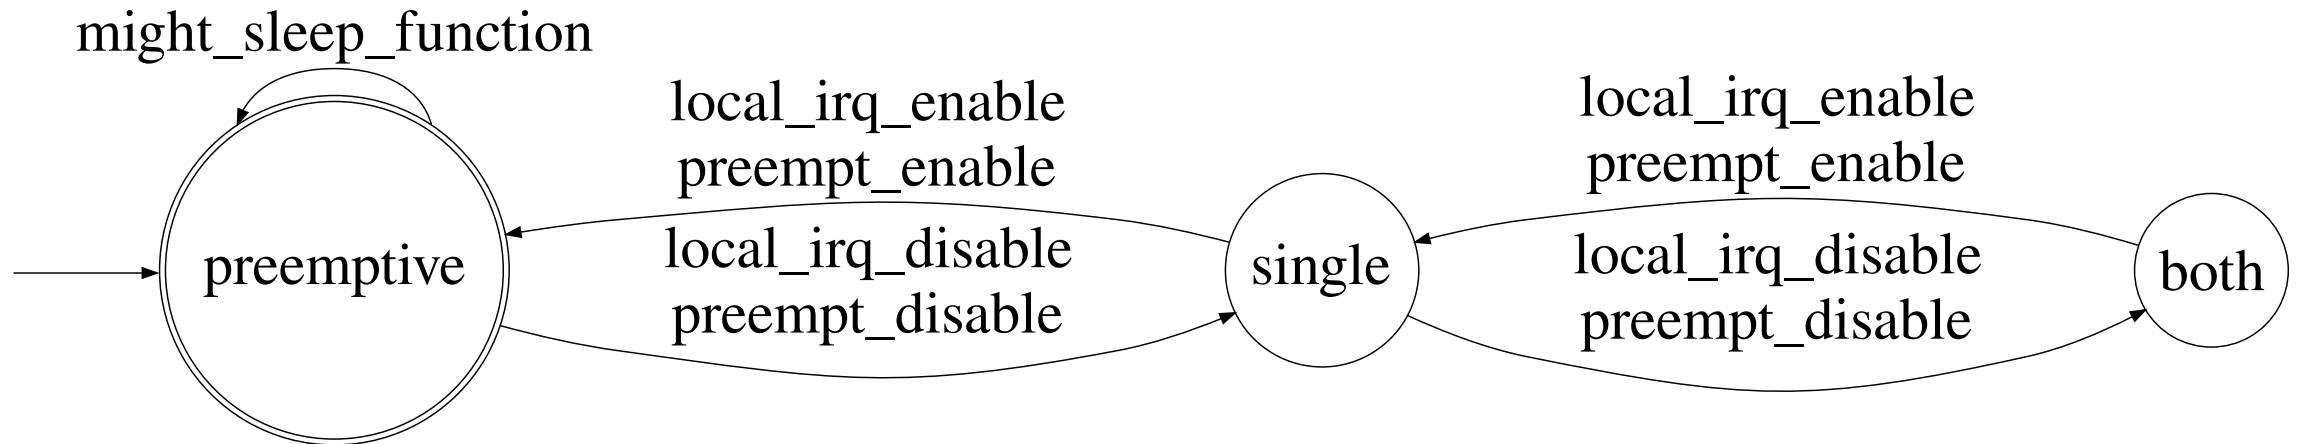 might_sleep_function
local_irq_enable
preempt_enable
local_irq_enable
preempt_enable
preemptive
local_irq_disable
preempt_disable
single
local_irq_disable
preempt_disable
both